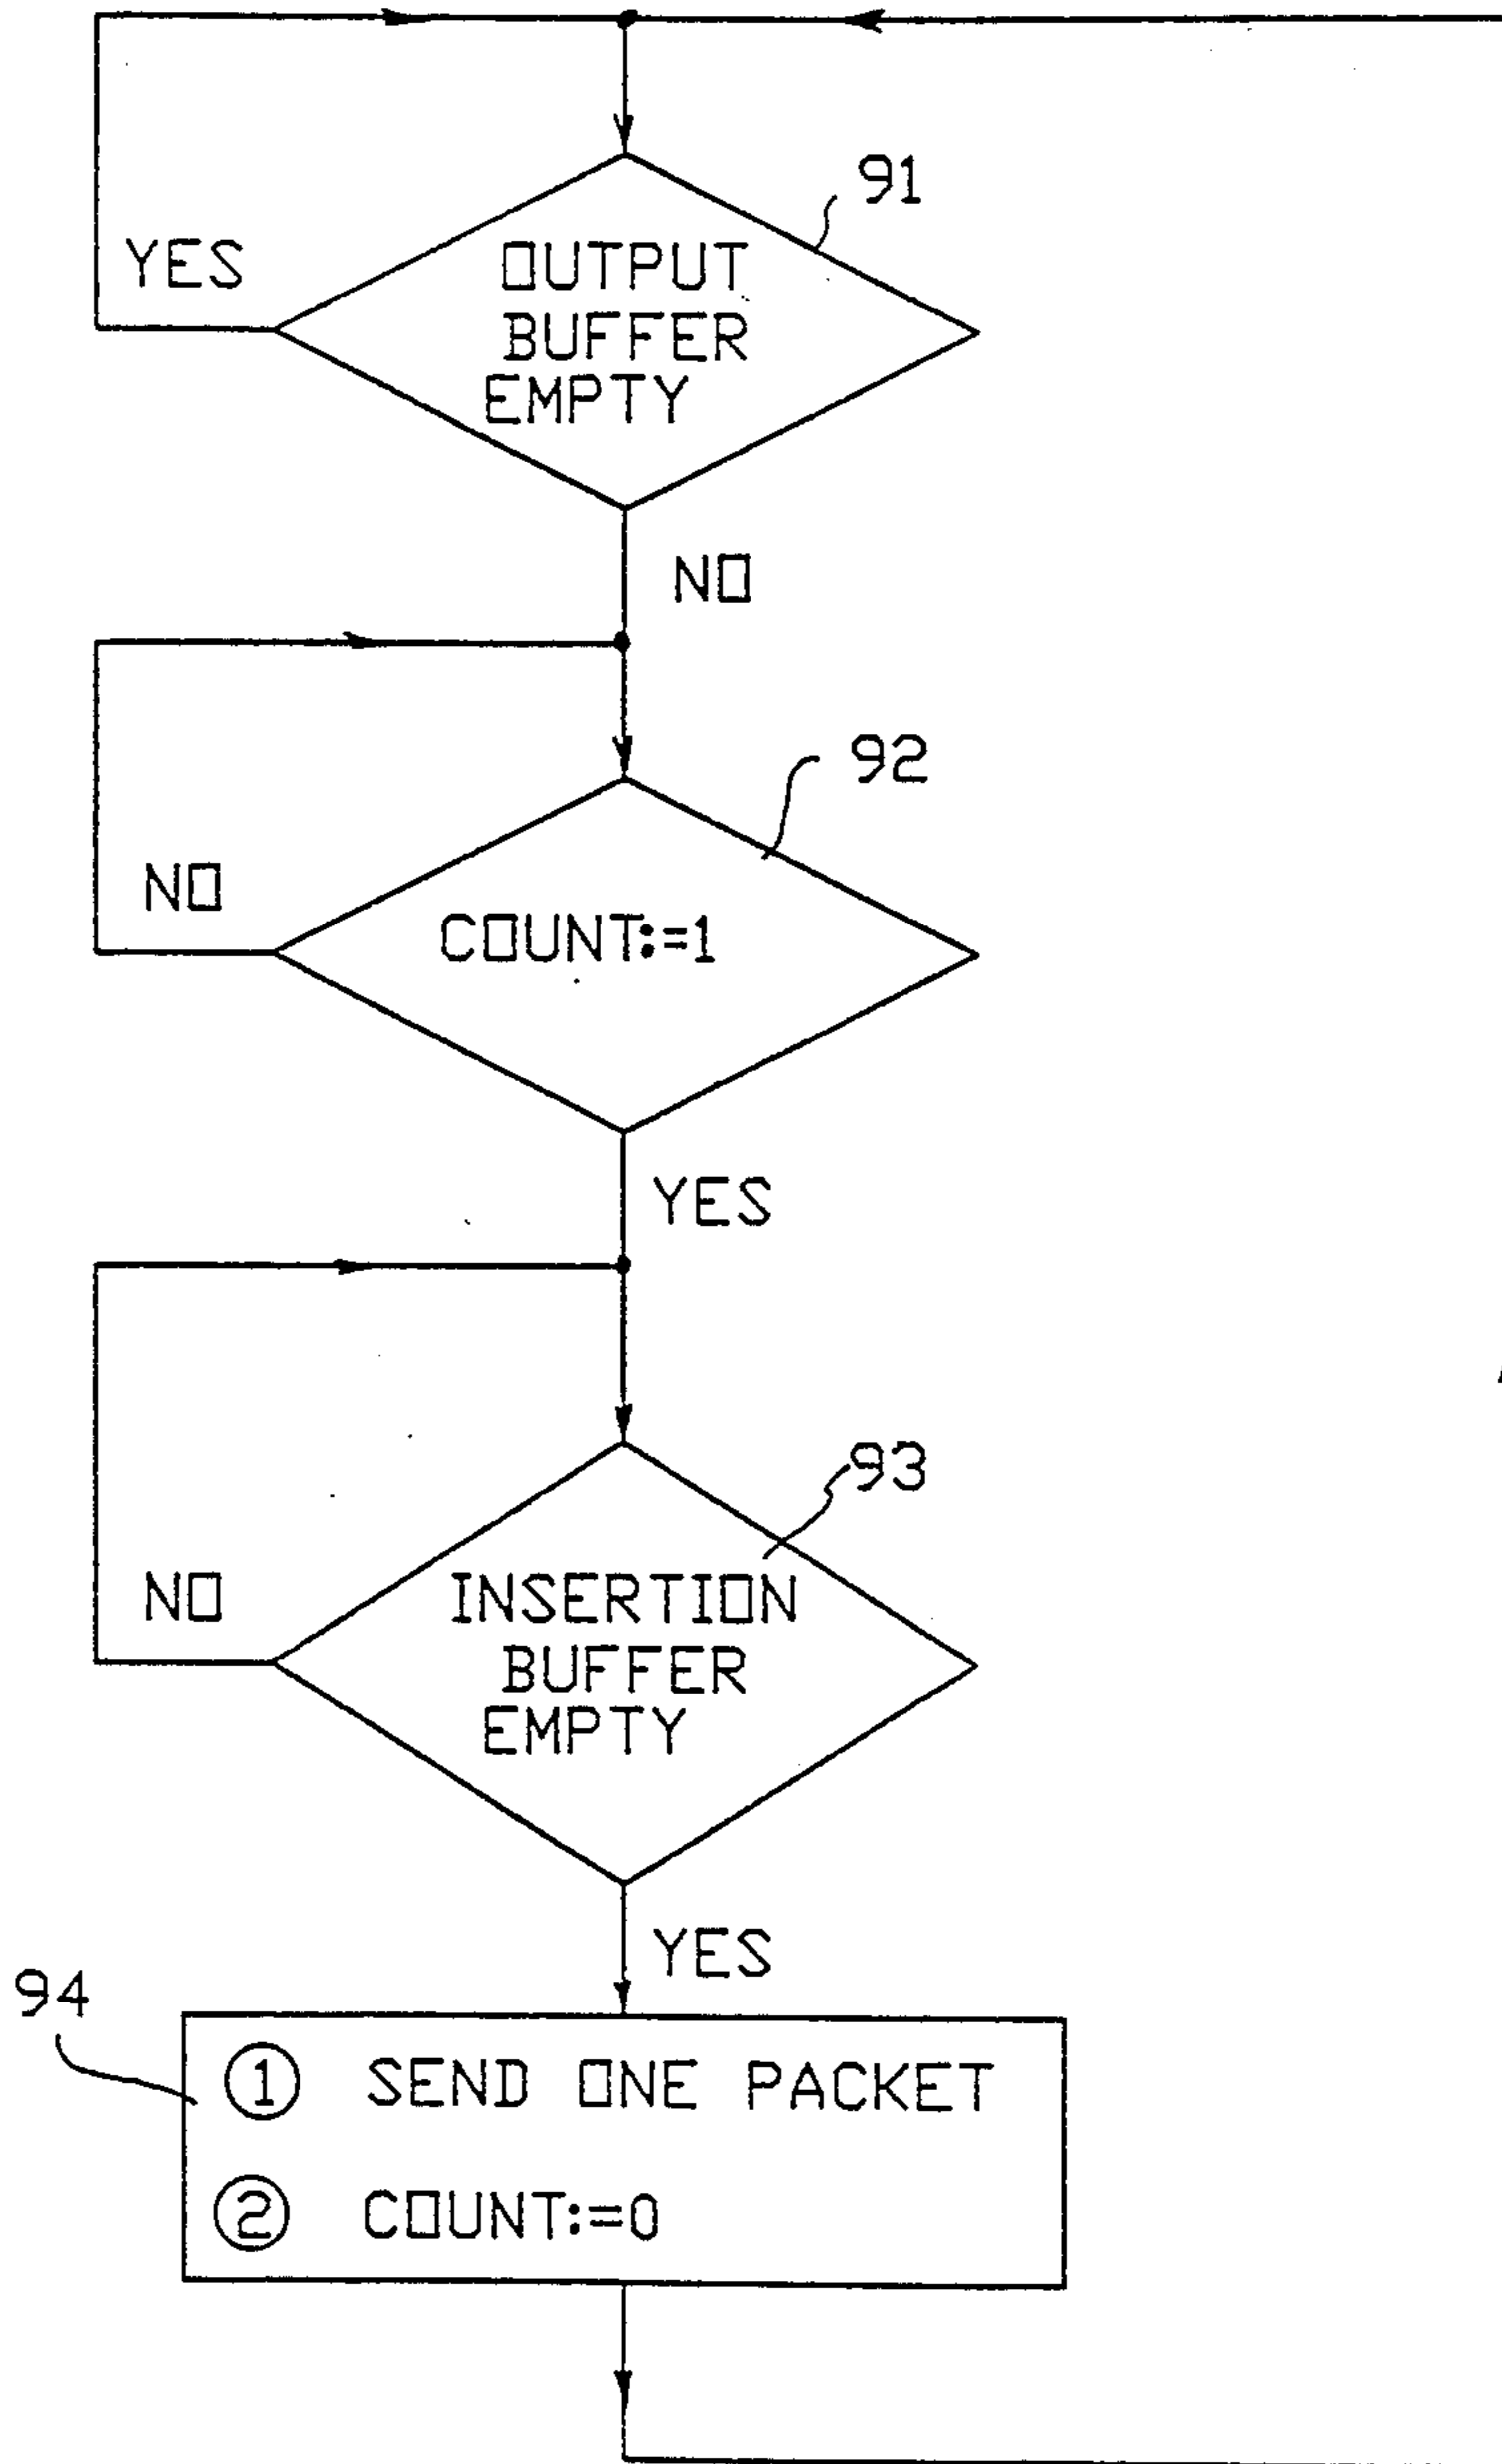 91
YES
OUTPUT
BUFFER
EMPTY
NO
92
NO
COUNT:=1
YES
93
NO
INSERTION
BUFFER
EMPTY
YES
94
① SEND ONE PACKET
② COUNT:=0